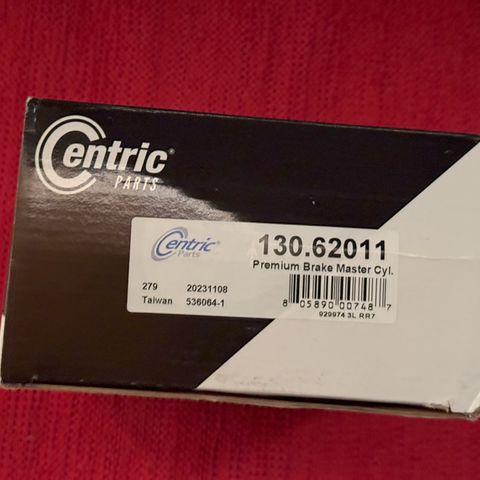 Centric®
PARTS
Centric®
Parts
130.62011
Premium Brake Master Cyl.
279 20231108
Taiwan 536064-1
8 05890 00748 7
929974 3L RR7